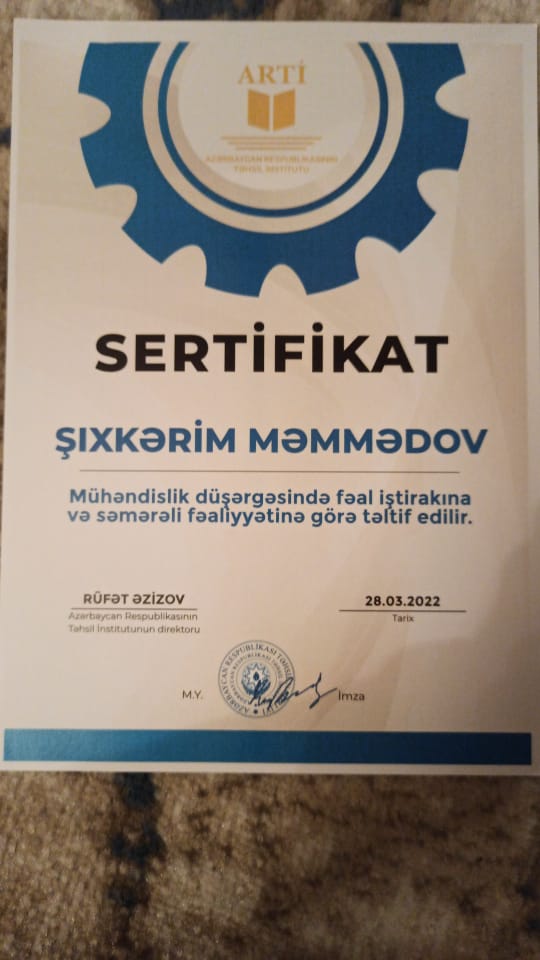 ARTİ
AZƏRBAYCAN RESPUBLİKASININ
TƏHSİL İNSTİTUTU
SERTİFİKAT
ŞIXKƏRİM MƏMMƏDOV
Mühəndislik düşərgəsində fəal iştirakına
və səmərəli fəaliyyətinə görə təltif edilir.
RÜFƏT ƏZİZOV
Azərbaycan Respublikasının
Təhsil İnstitutunun direktoru
28.03.2022
Tarix
AZƏRBAYCAN RESPUBLİKASI TƏHSİL
M.Y.
İmza